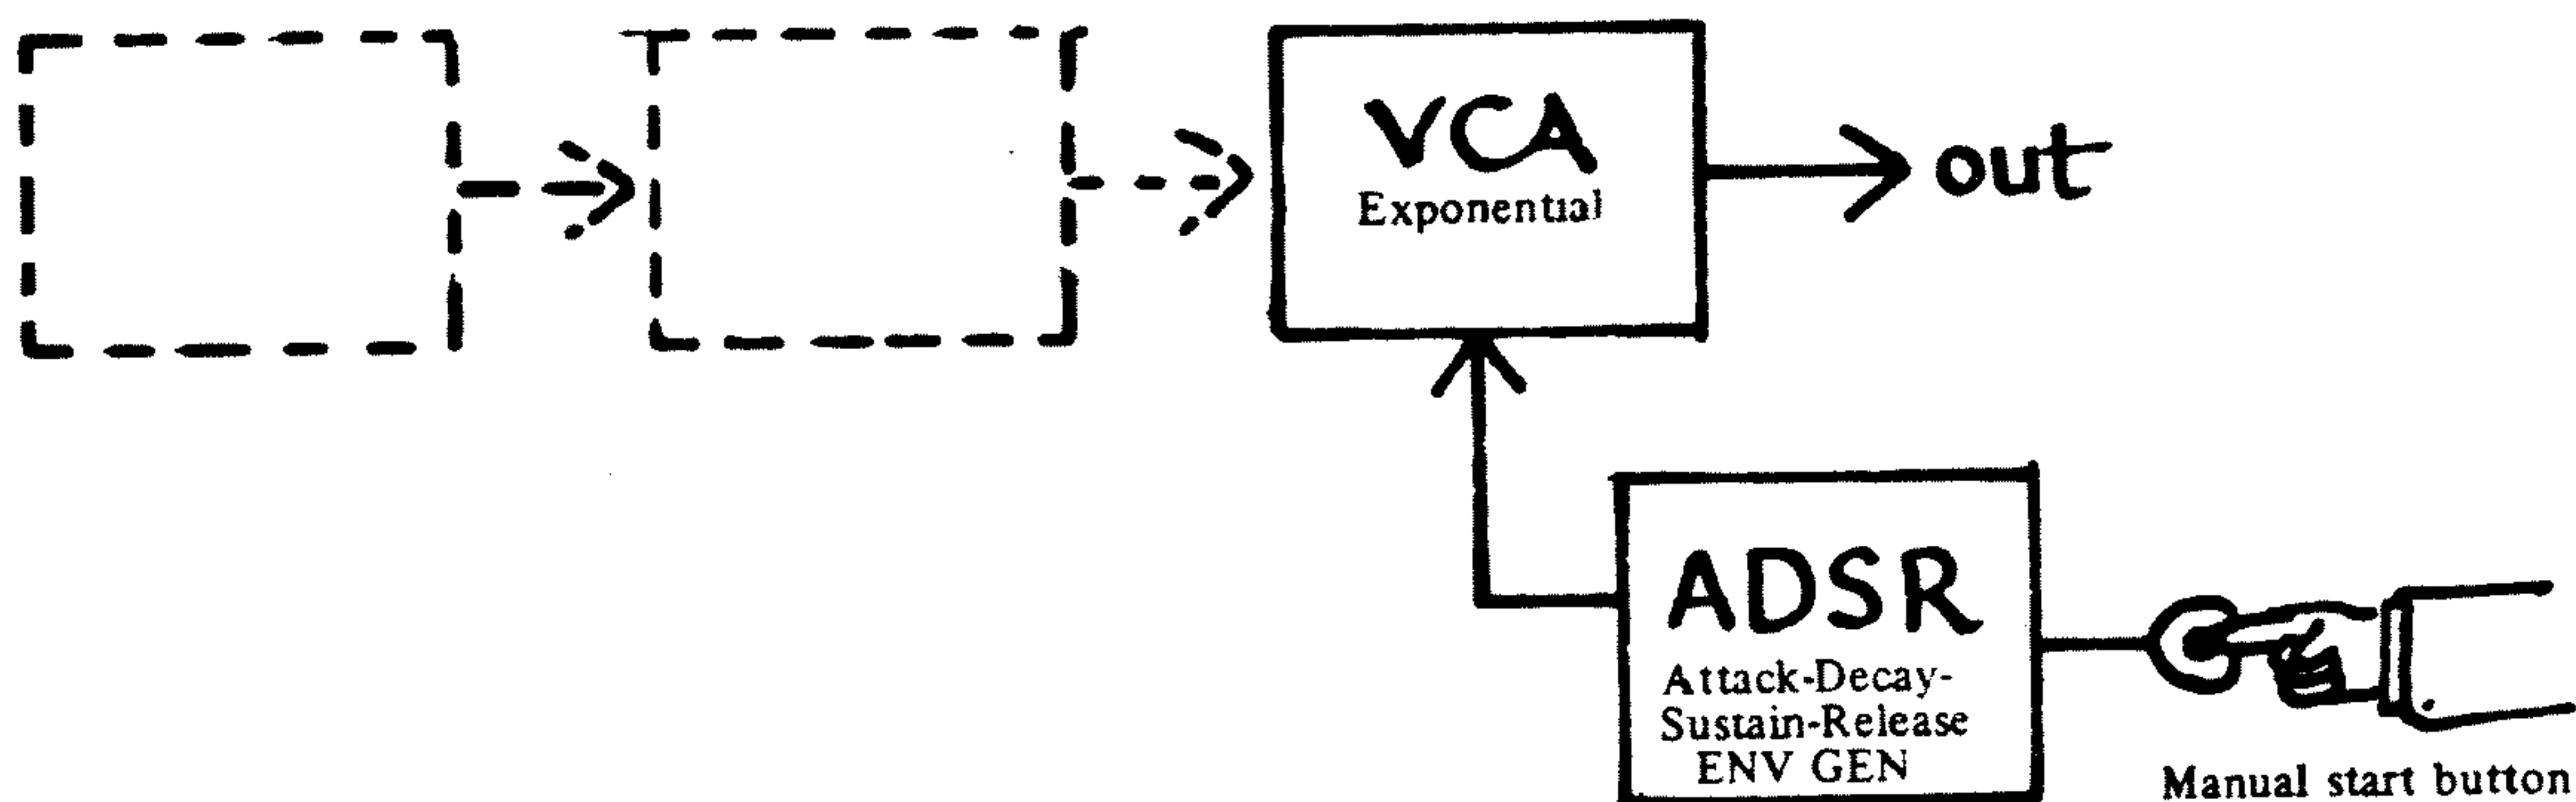 VCA
Exponential
out
ADSR
Attack-Decay-
Sustain-Release
ENV GEN
Manual start button